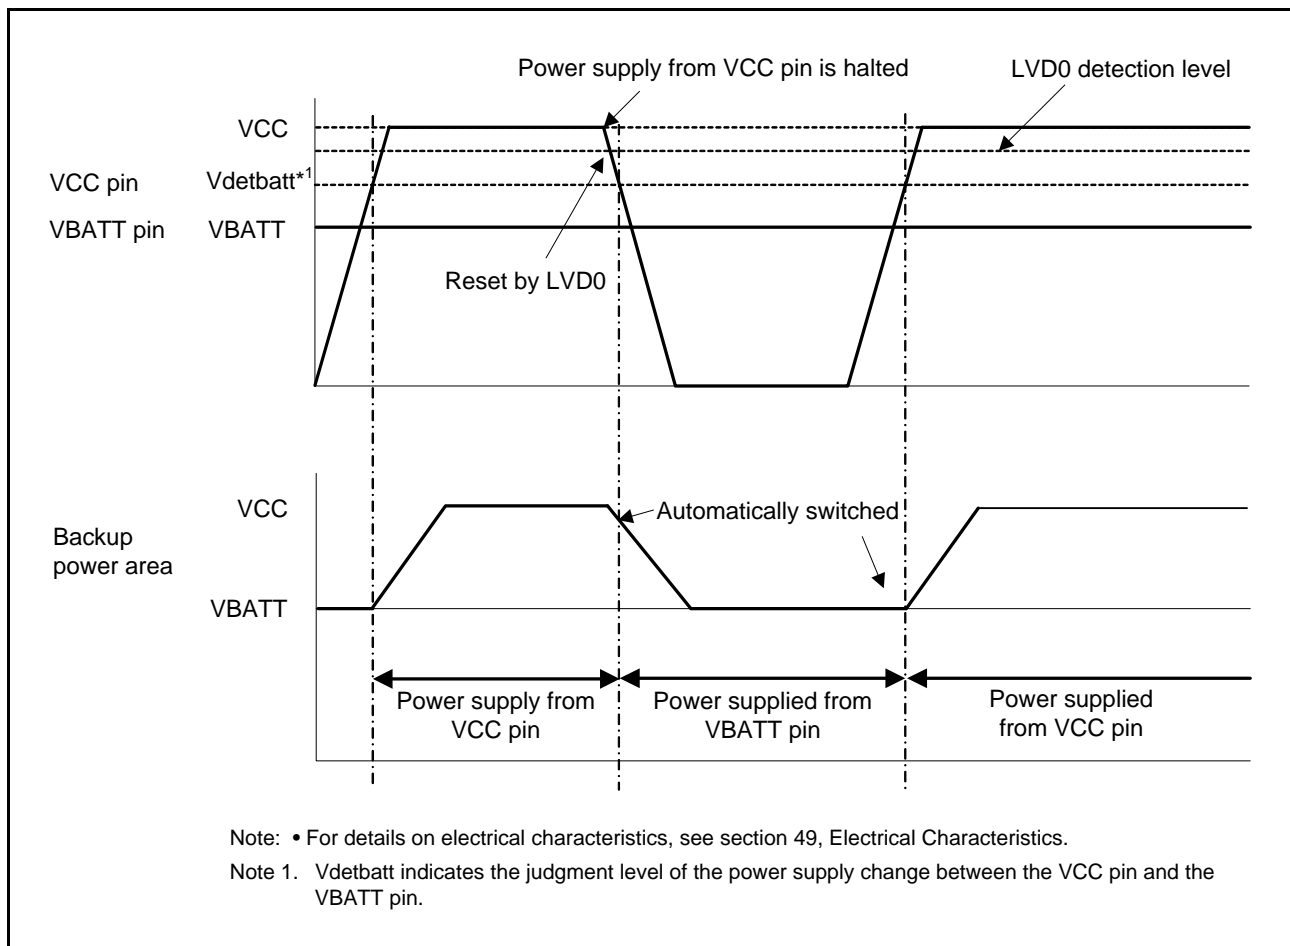 Power supply from VCC pin is halted
LVD0 detection level
VCC
VCC pin
Vdetbatt*1
VBATT pin
VBATT
Reset by LVD0
VCC
Automatically switched
Backup
power area
VBATT
Power supply from
VCC pin
Power supplied from
VBATT pin
Power supplied
from VCC pin
Note: • For details on electrical characteristics, see section 49, Electrical Characteristics.
Note 1. Vdetbatt indicates the judgment level of the power supply change between the VCC pin and the
VBATT pin.